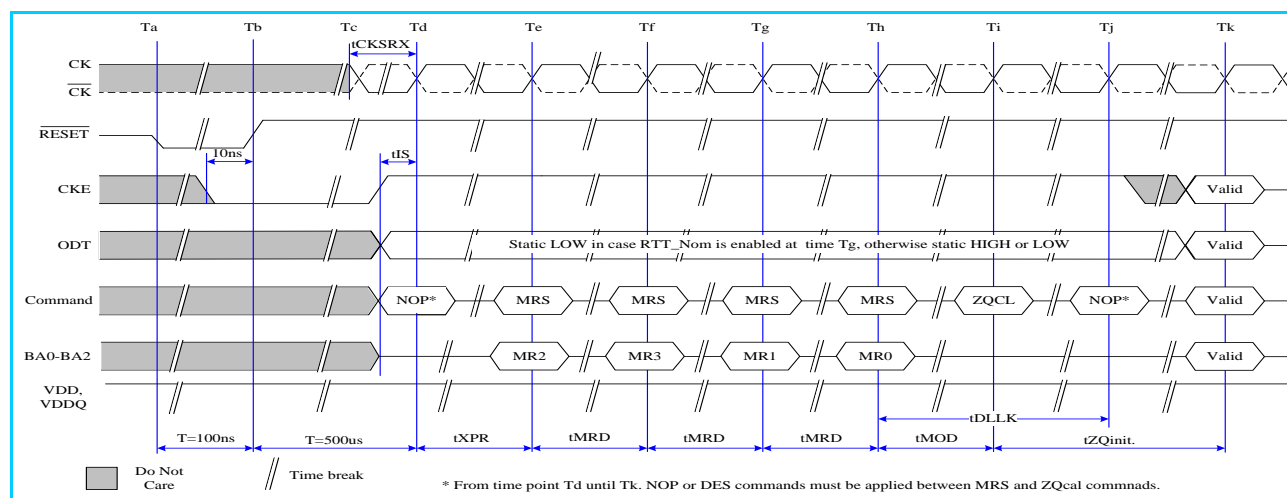 Ta Tb Tc Td Te Tf Tg Th Ti Tj Tk
tCKSRX
CK
CK
RESET
10ns
tIS
CKE
Valid
ODT
Static LOW in case RTT_Nom is enabled at time Tg, otherwise static HIGH or LOW
Valid
Command
NOP* MRS MRS MRS MRS ZQCL NOP* Valid
BA0-BA2
MR2 MR3 MR1 MR0 Valid
VDD,
VDDQ
tDLLK
T=100ns T=500us tXPR tMRD tMRD tMRD tMOD tZQinit.
Do Not
Care
Time break
* From time point Td until Tk. NOP or DES commands must be applied between MRS and ZQcal commnads.